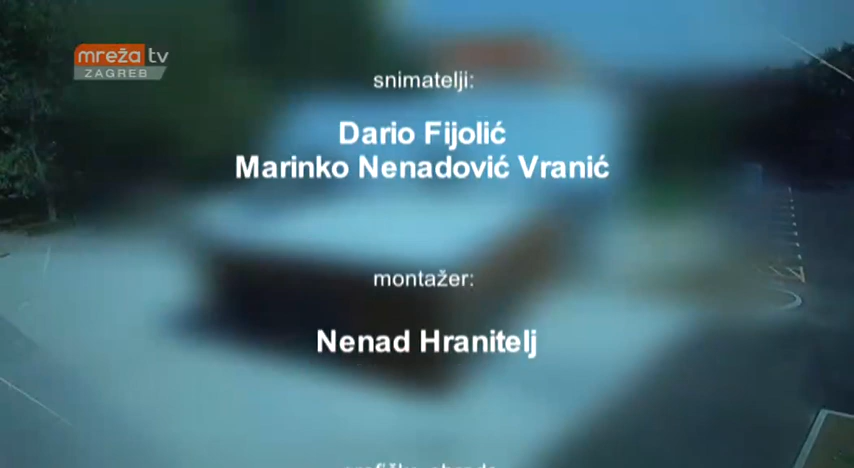 mreža tv
ZAGREB
snimatelji:
Dario Fijolić
Marinko Nenadović Vranić
montažer:
Nenad Hranitelj